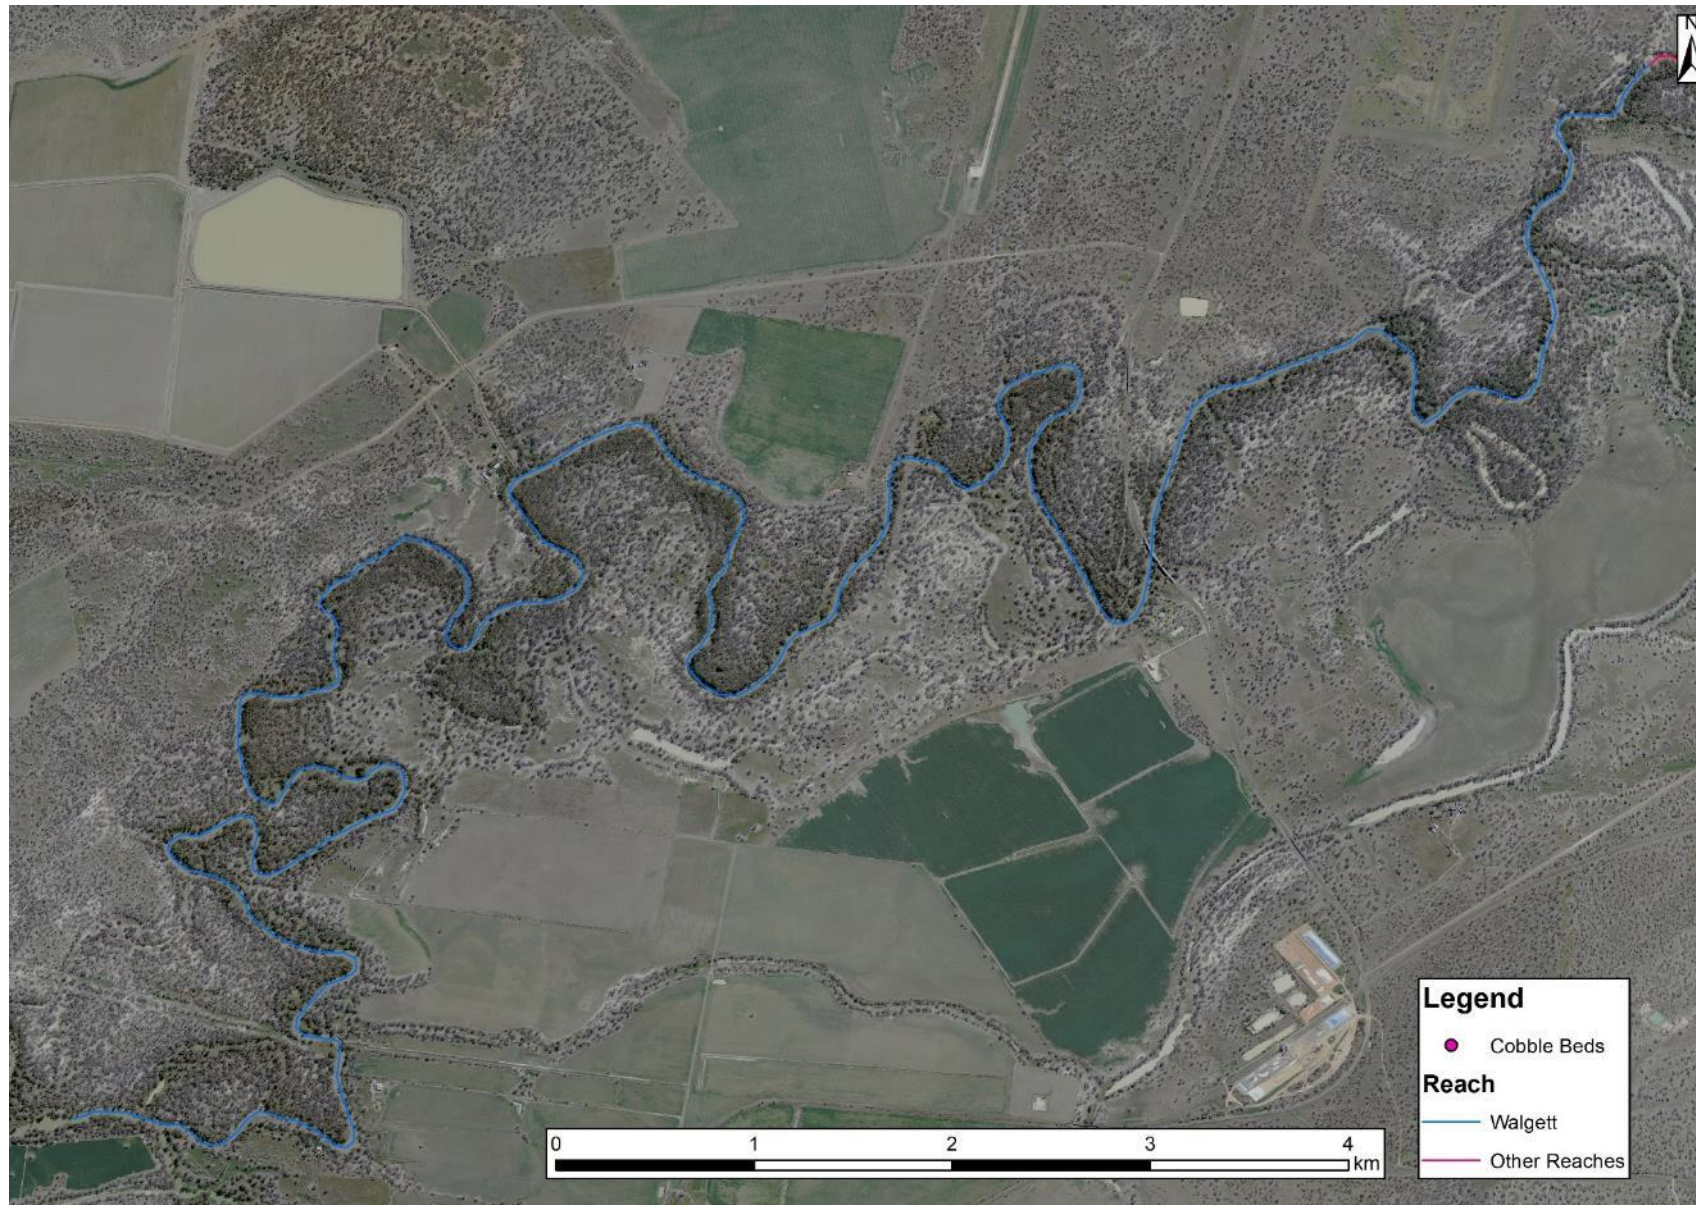 N
Legend
Cobble Beds
Reach
Walgett
Other Reaches
0 1 2 3 4
km